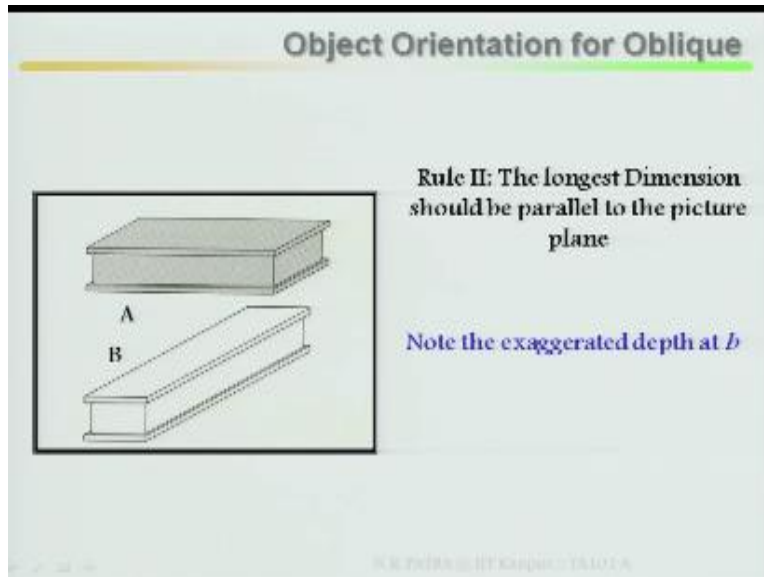 Object Orientation for Oblique
Rule II: The longest Dimension
should be parallel to the picture
plane
A
B
Note the exaggerated depth at b